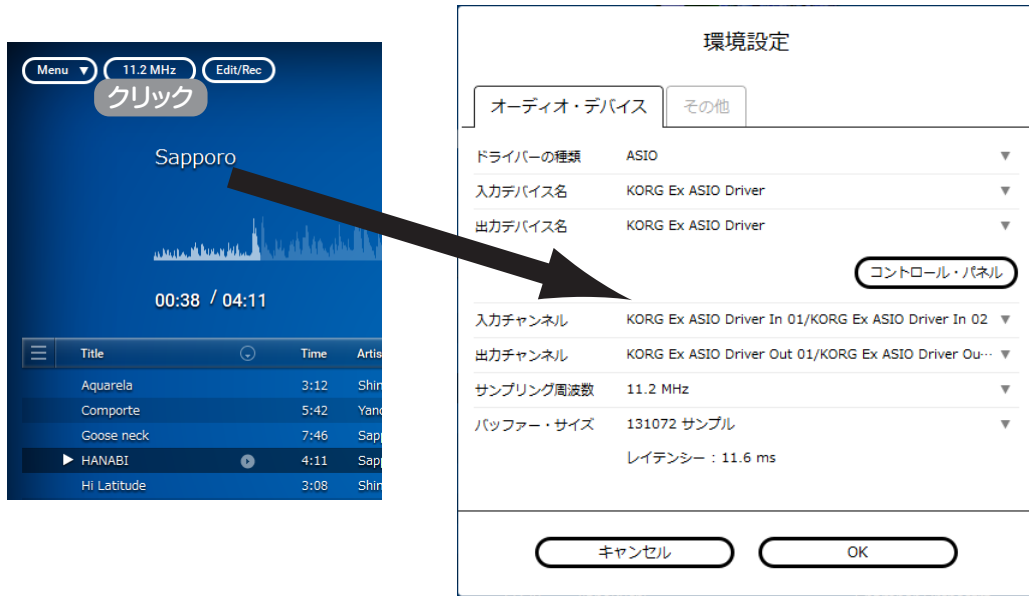 Menu ▼ 11.2 MHz Edit/Rec
クリック
Sapporo
00:38 / 04:11
Title Time Artis
Aquarela 3:12 Shin
Comporte 5:42 Yano
Goose neck 7:46 Sapp
HANABI 4:11 Sapp
Hi Latitude 3:08 Shin
環境設定
オーディオ・デバイス その他
ドライバーの種類 ASIO ▼
入力デバイス名 KORG Ex ASIO Driver ▼
出力デバイス名 KORG Ex ASIO Driver ▼
コントロール・パネル
入力チャンネル KORG Ex ASIO Driver In 01/KORG Ex ASIO Driver In 02 ▼
出力チャンネル KORG Ex ASIO Driver Out 01/KORG Ex ASIO Driver Ou… ▼
サンプリング周波数 11.2 MHz ▼
バッファー・サイズ 131072 サンプル ▼
レイテンシー : 11.6 ms
キャンセル OK